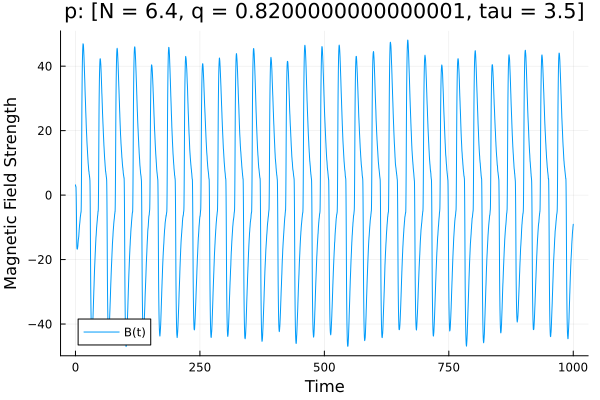 p: [N = 6.4, q = 0.8200000000000001, tau = 3.5]
Magnetic Field Strength
40
20
0
−20
−40
B(t)
0
250
500
750
1000
Time